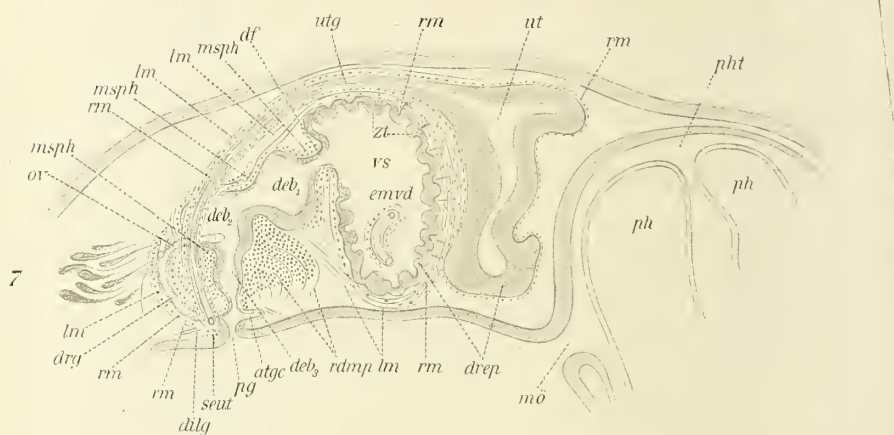 utg
rm
ut
rm
pht
df
msph
lm
lm
msph
rm
msph
ov
zt
vs
emvd
deb1
deb2
ph
ph
7
lm
drg
rm
rm
dilg
seut
pg
atgc
deb3
rdmp
lm
rm
drep
mö